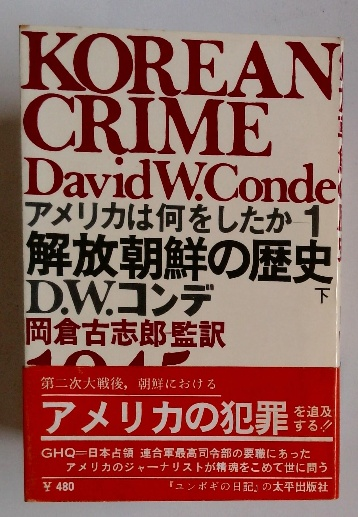 KOREAN
CRIME
David W. Conde
アメリカは何をしたか―1
解放朝鮮の歴史 下
D.W.コンデ
岡倉古志郎 監訳
第二次大戦後，朝鮮における
アメリカの犯罪を追及する!!
GHQ＝日本占領 連合軍最高司令部の要職にあった
アメリカのジャーナリストが精魂をこめて世に問う
￥480 『ユンボギの日記』の太平出版社